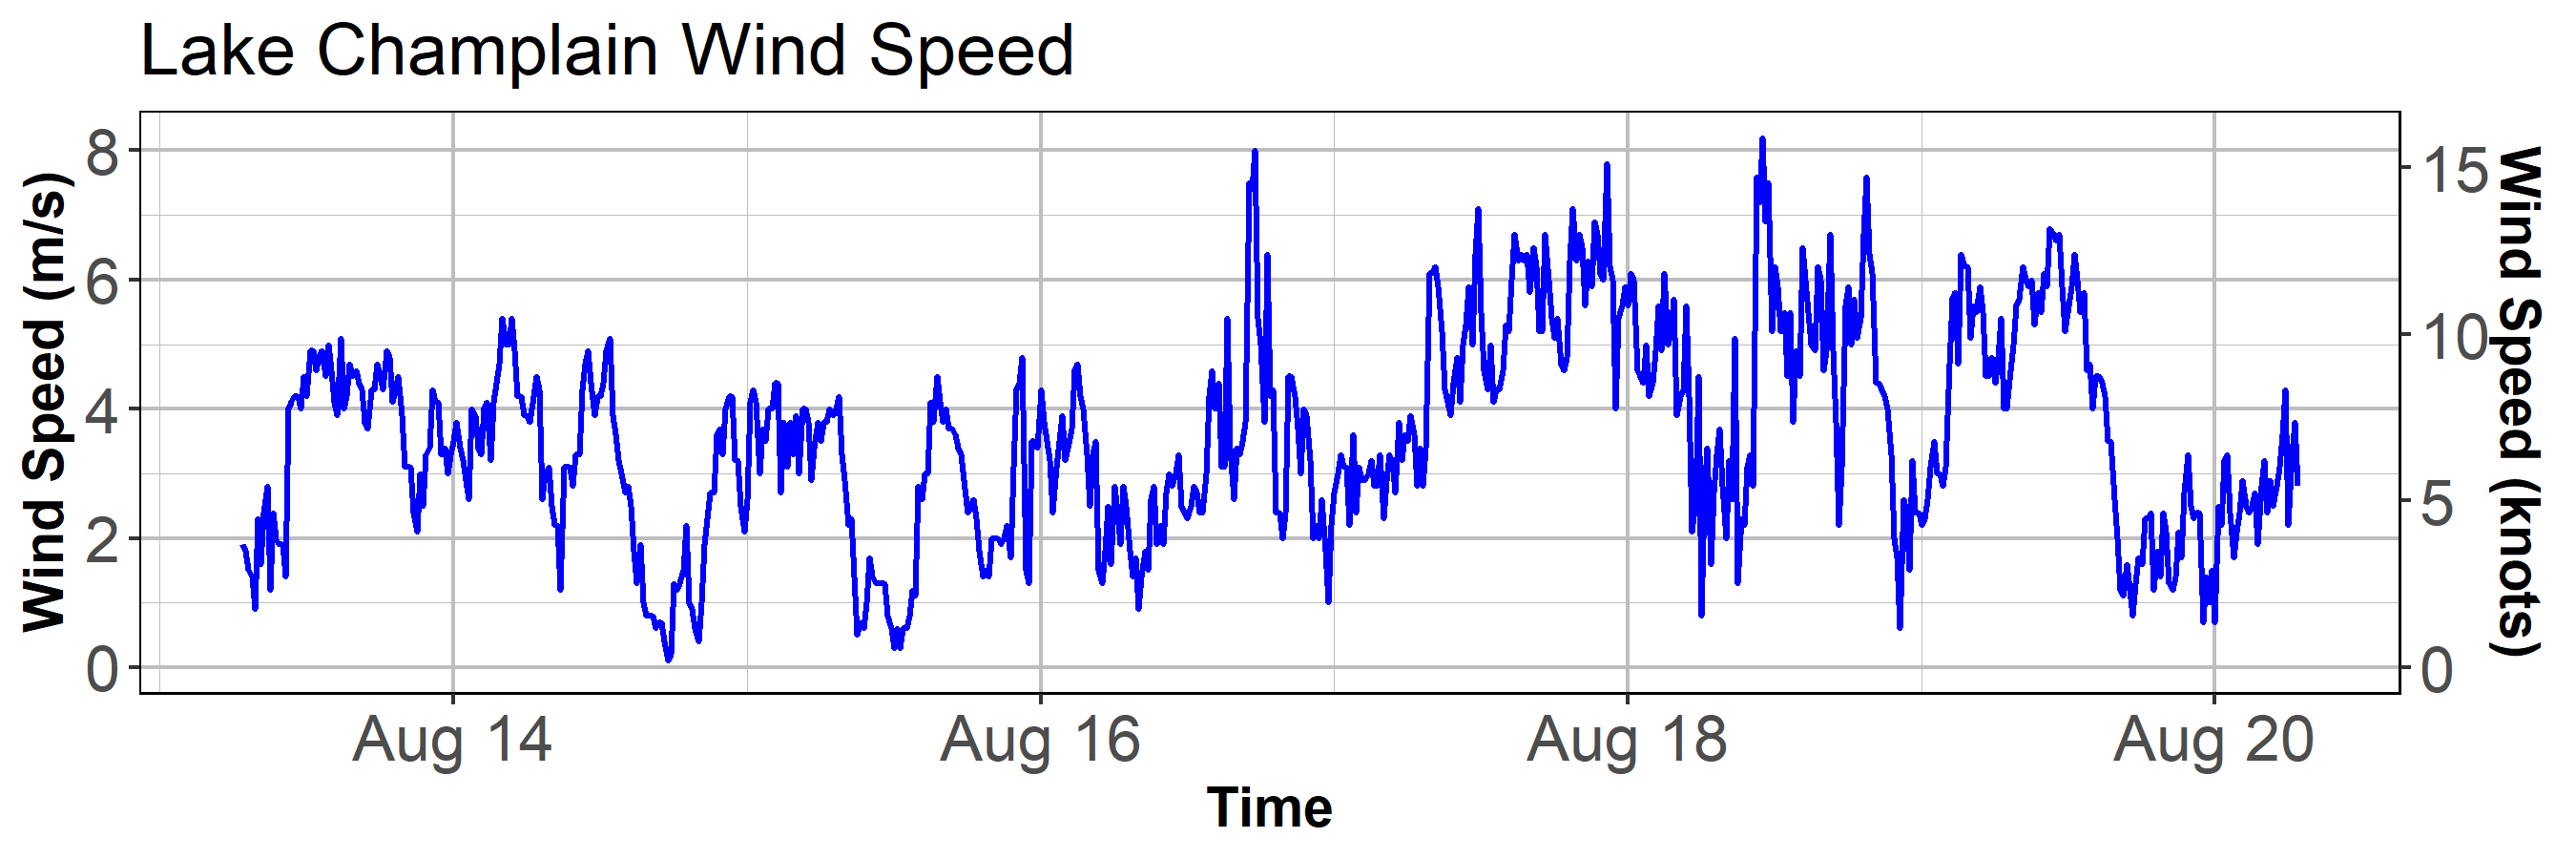 Lake Champlain Wind Speed
Wind Speed (m/s)
8
6
4
2
0
Wind Speed (knots)
15
10
5
0
Aug 14
Aug 16
Aug 18
Aug 20
Time